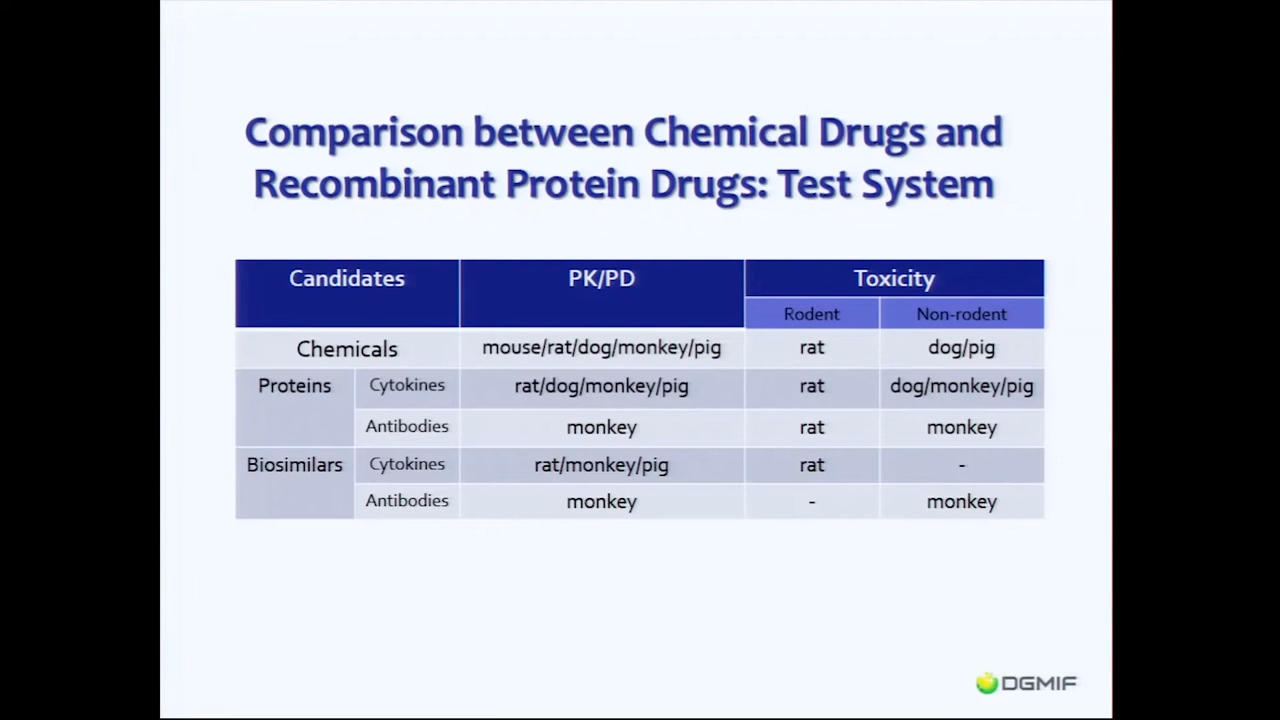 Comparison between Chemical Drugs and
Recombinant Protein Drugs: Test System
Candidates PK/PD Toxicity
Rodent Non-rodent
Chemicals mouse/rat/dog/monkey/pig rat dog/pig
Proteins Cytokines rat/dog/monkey/pig rat dog/monkey/pig
Antibodies monkey rat monkey
Biosimilars Cytokines rat/monkey/pig rat -
Antibodies monkey - monkey
DGMIF